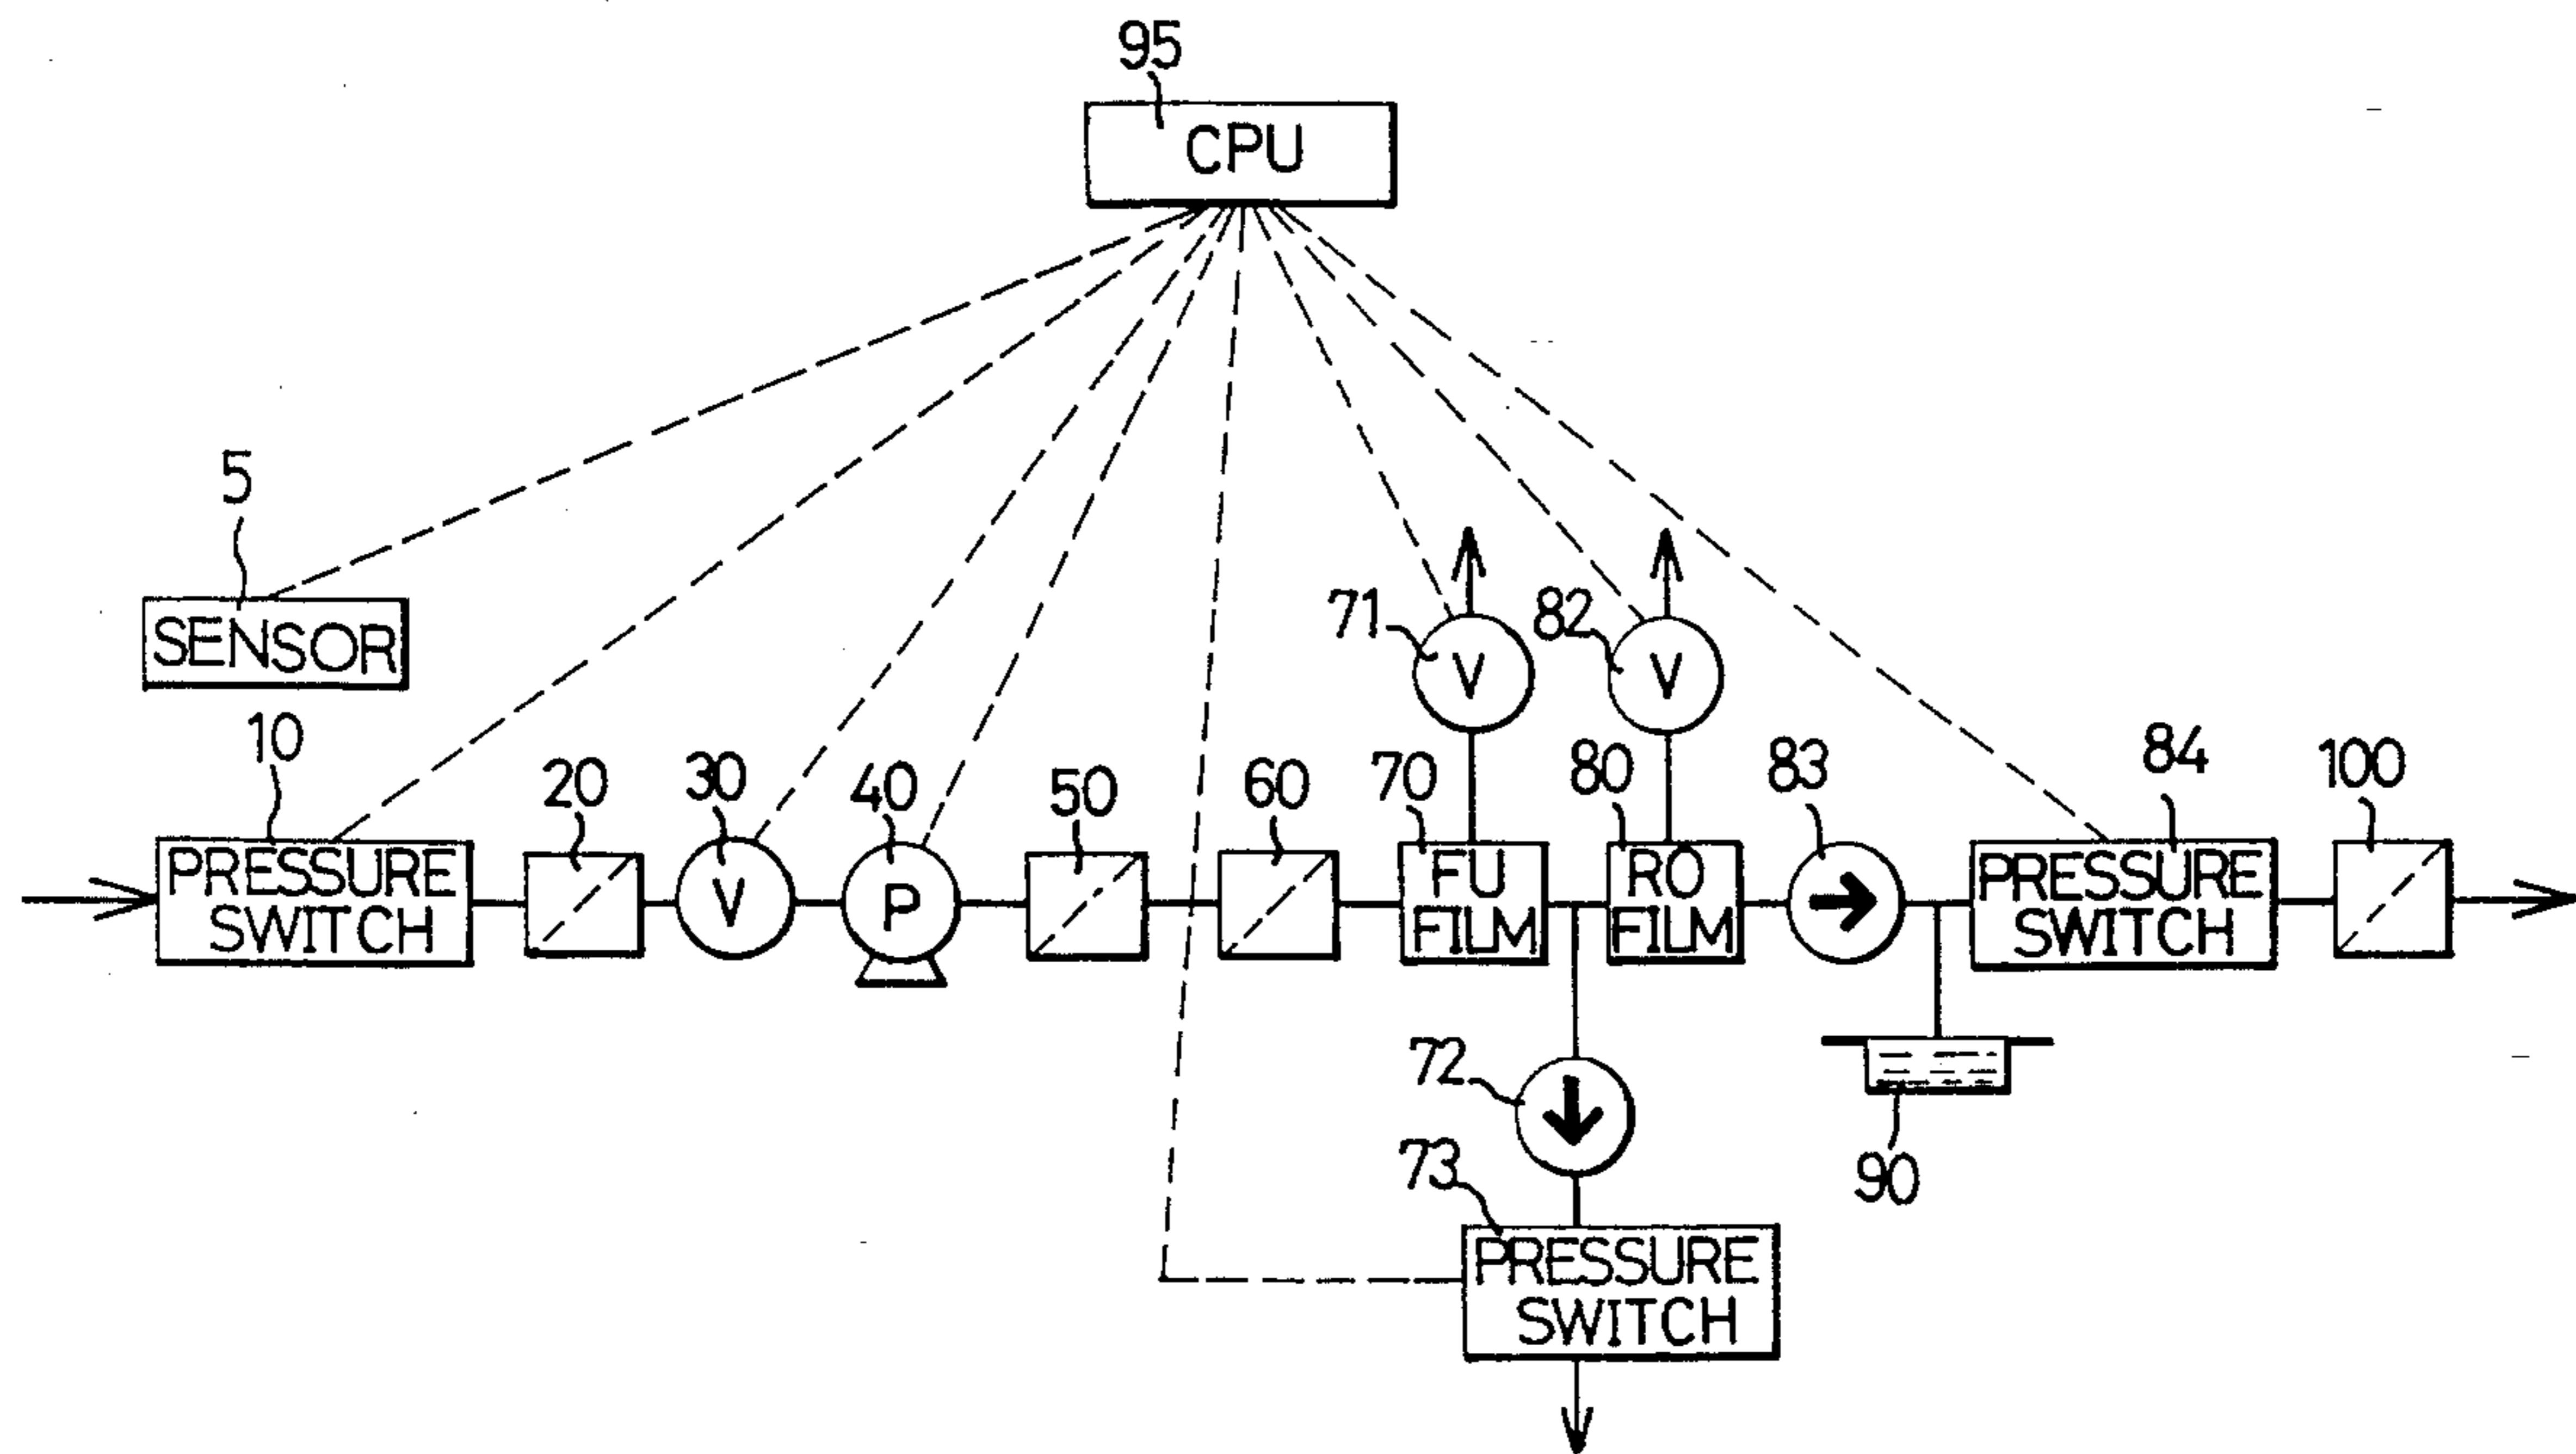 95
CPU
5
SENSOR
71
82
V
V
10
20
30
40
50
60
70
80
83
84
100
PRESSURE
SWITCH
V
P
FU
FILM
RO
FILM
PRESSURE
SWITCH
72
73
90
PRESSURE
SWITCH